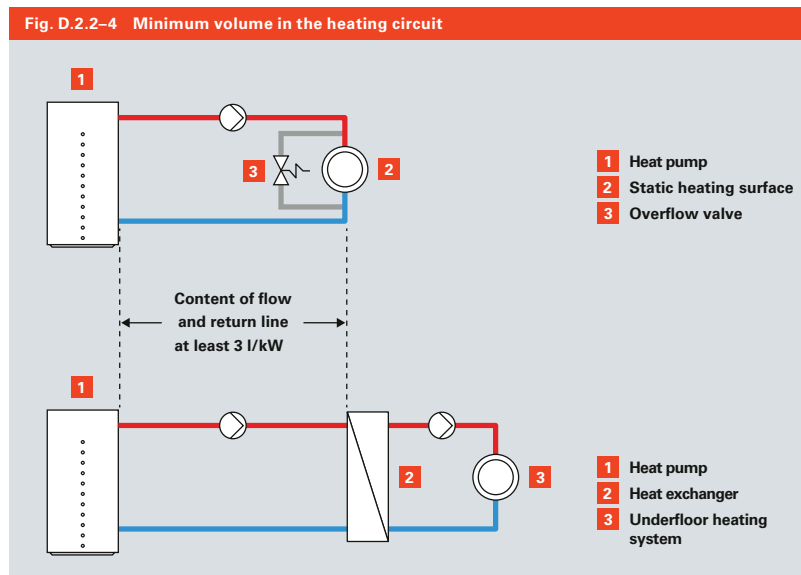 Fig. D.2.2–4 Minimum volume in the heating circuit
1
3
2
1 Heat pump
2 Static heating surface
3 Overflow valve
Content of flow
and return line
at least 3 l/kW
1
2
3
1 Heat pump
2 Heat exchanger
3 Underfloor heating
system